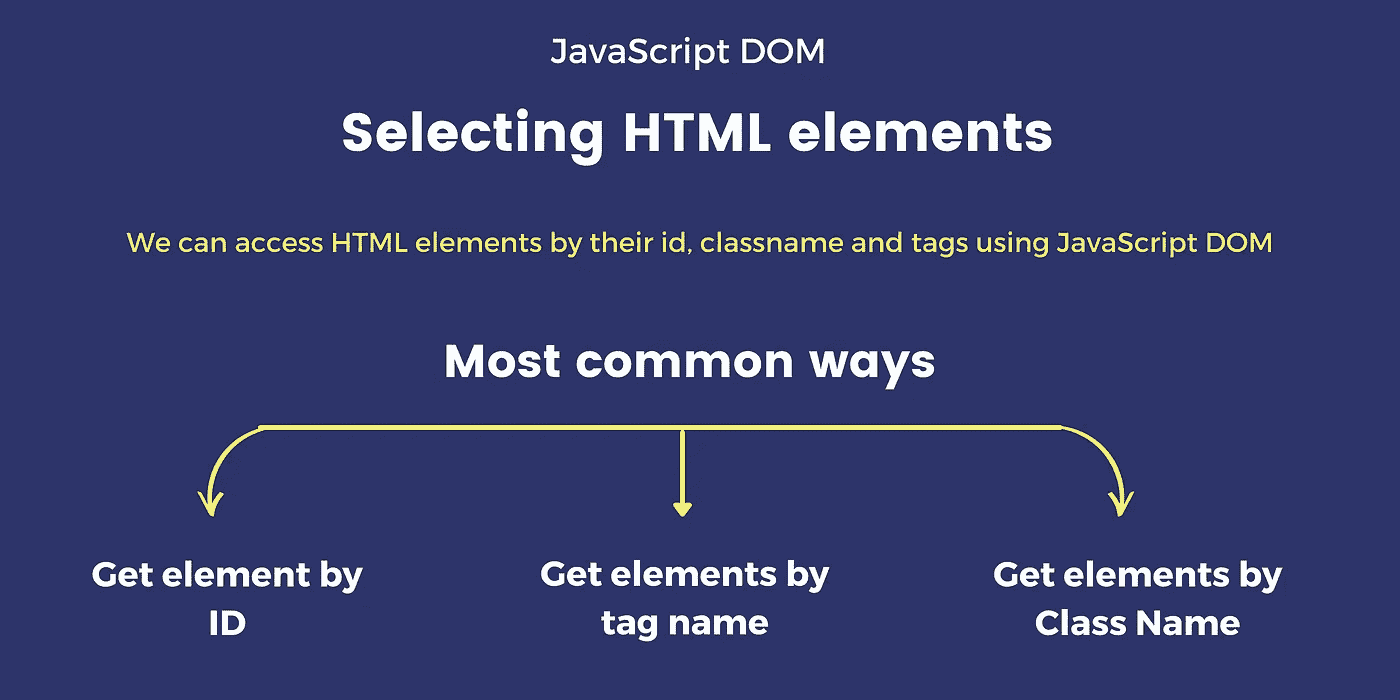 JavaScript DOM
Selecting HTML elements
We can access HTML elements by their id, classname and tags using JavaScript DOM
Most common ways
Get element by
ID
Get elements by
tag name
Get elements by
Class Name